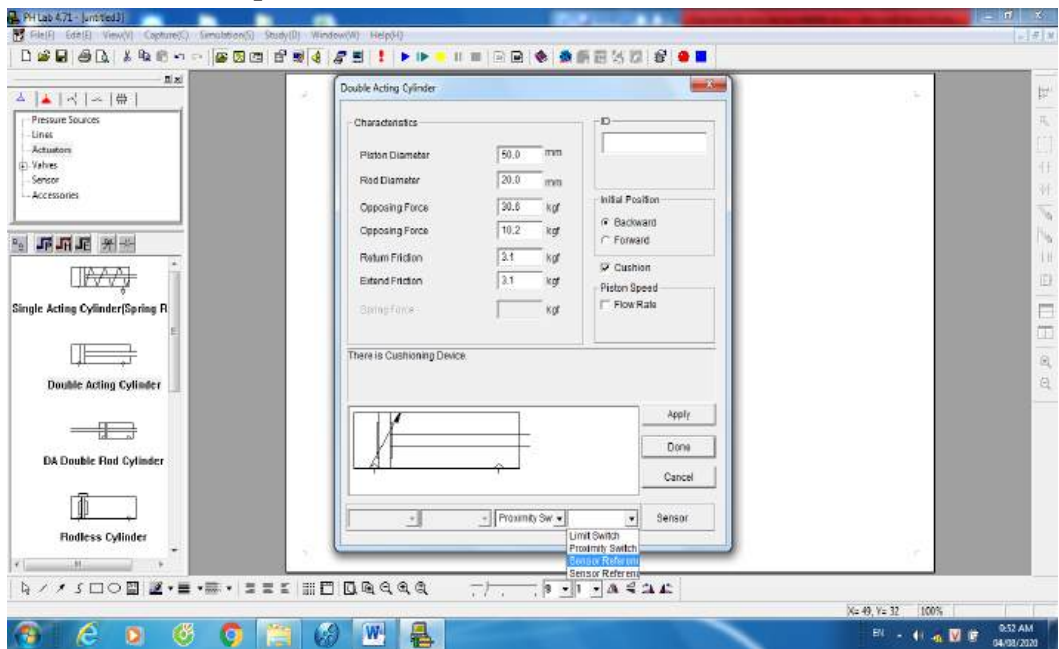 PH Lab 4.71 - [untitled3]
File(F) Edit(E) View(V) Capture(C) Simulation(S) Study(D) Window(W) Help(H)
Pressure Sources
Lines
Actuators
Valves
Sensor
Accessories
Single Acting Cylinder(Spring R
Double Acting Cylinder
DA Double Rod Cylinder
Rodless Cylinder
Double Acting Cylinder
Characteristics
Piston Diameter 50.0 mm
Rod Diameter 20.0 mm
Opposing Force 30.6 kgf
Opposing Force 10.2 kgf
Return Friction 3.1 kgf
Extend Friction 3.1 kgf
Spring Force kgf
ID
Initial Position
Backward
Forward
Cushion
Piston Speed
Flow Rate
There is Cushioning Device.
Apply
Done
Cancel
Proximity Sw
Sensor
Limit Switch
Proximity Switch
Sensor Referen
Sensor Referen
9 1
X= 49, Y= 32 100%
EN
9:52 AM
04/08/2020